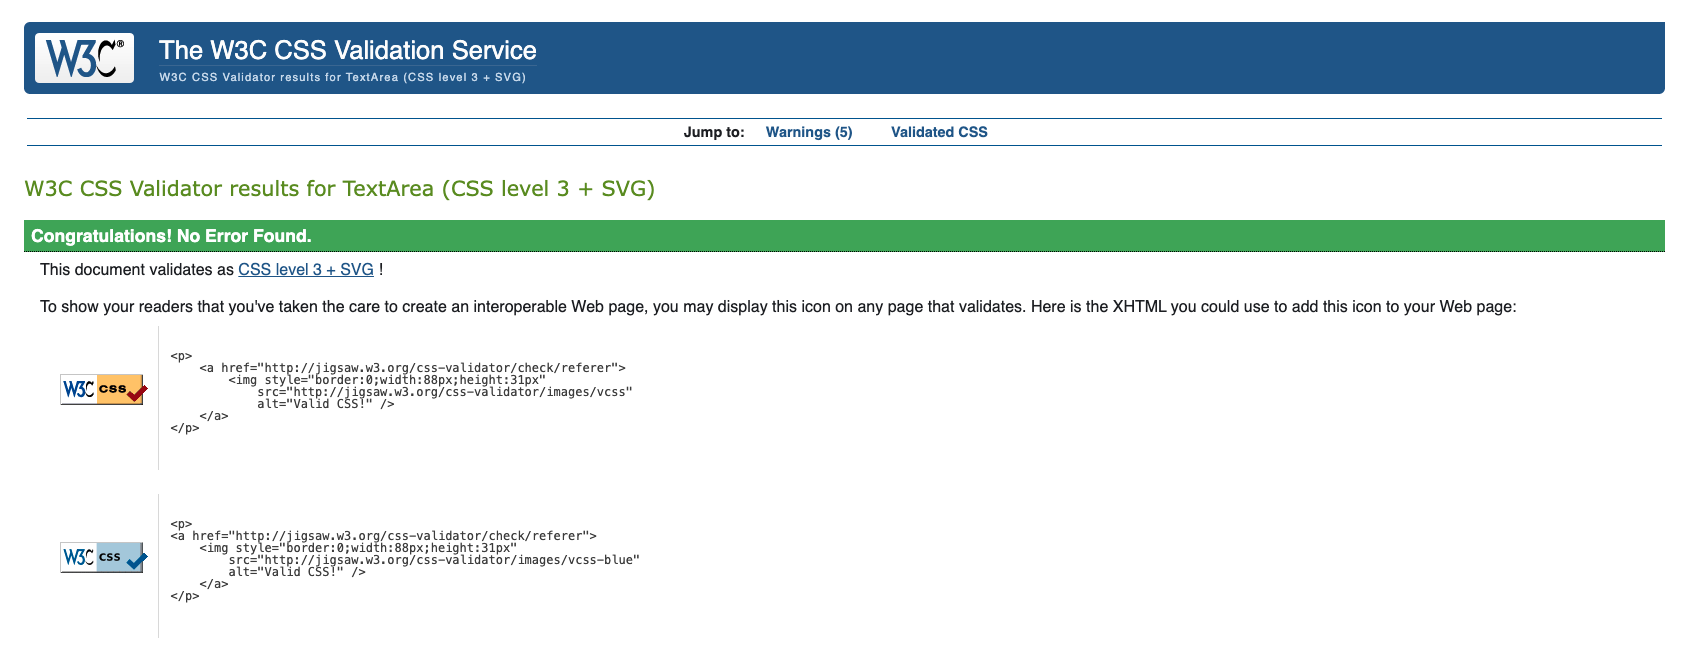 W3C®
The W3C CSS Validation Service
W3C CSS Validator results for TextArea (CSS level 3 + SVG)
Jump to: Warnings (5) Validated CSS
W3C CSS Validator results for TextArea (CSS level 3 + SVG)
Congratulations! No Error Found.
This document validates as CSS level 3 + SVG !
To show your readers that you've taken the care to create an interoperable Web page, you may display this icon on any page that validates. Here is the XHTML you could use to add this icon to your Web page:
W3C css
<p>
    <a href="http://jigsaw.w3.org/css-validator/check/referer">
        <img style="border:0;width:88px;height:31px"
            src="http://jigsaw.w3.org/css-validator/images/vcss"
            alt="Valid CSS!" />
    </a>
</p>
W3C css
<p>
<a href="http://jigsaw.w3.org/css-validator/check/referer">
    <img style="border:0;width:88px;height:31px"
        src="http://jigsaw.w3.org/css-validator/images/vcss-blue"
        alt="Valid CSS!" />
    </a>
</p>